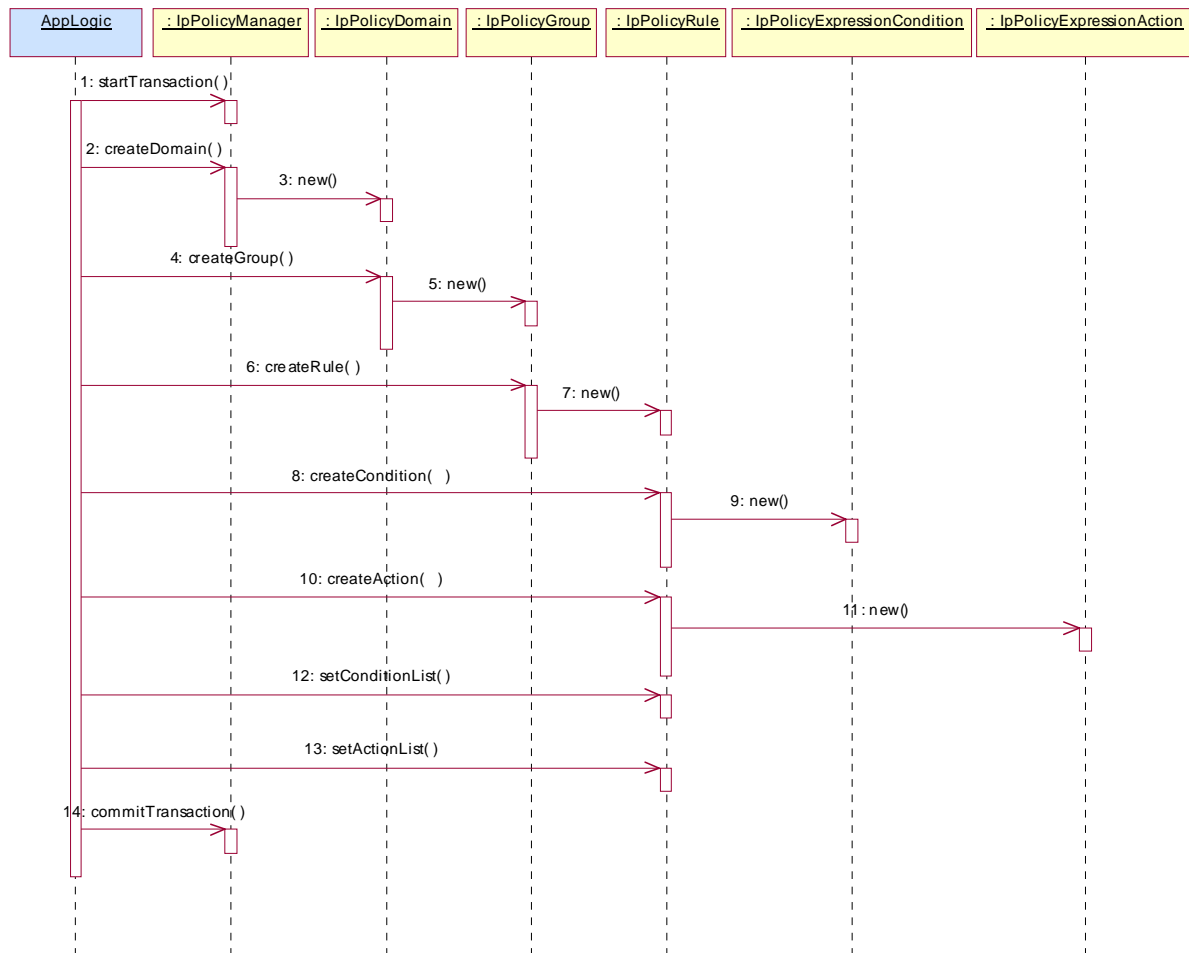 AppLogic
: IpPolicyManager
: IpPolicyDomain
: IpPolicyGroup
: IpPolicyRule
: IpPolicyExpressionCondition
: IpPolicyExpressionAction
1: startTransaction( )
2: createDomain( )
3: new()
4: createGroup( )
5: new()
6: createRule( )
7: new()
8: createCondition(  )
9: new()
10: createAction(  )
11: new()
12: setConditionList( )
13: setActionList( )
14: commitTransaction( )